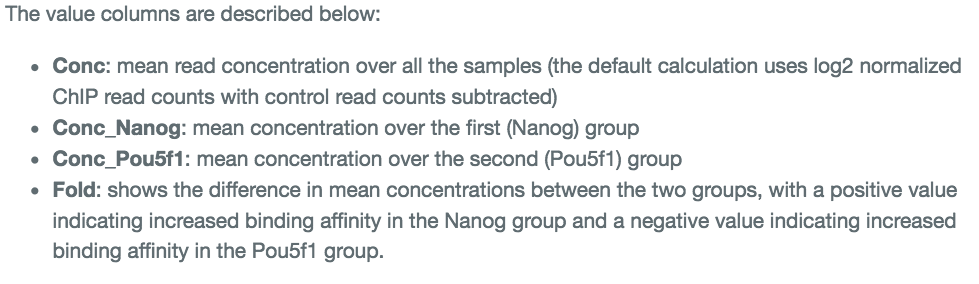 The value columns are described below:
• Conc: mean read concentration over all the samples (the default calculation uses log2 normalized
ChIP read counts with control read counts subtracted)
• Conc_Nanog: mean concentration over the first (Nanog) group
• Conc_Pou5f1: mean concentration over the second (Pou5f1) group
• Fold: shows the difference in mean concentrations between the two groups, with a positive value
indicating increased binding affinity in the Nanog group and a negative value indicating increased
binding affinity in the Pou5f1 group.